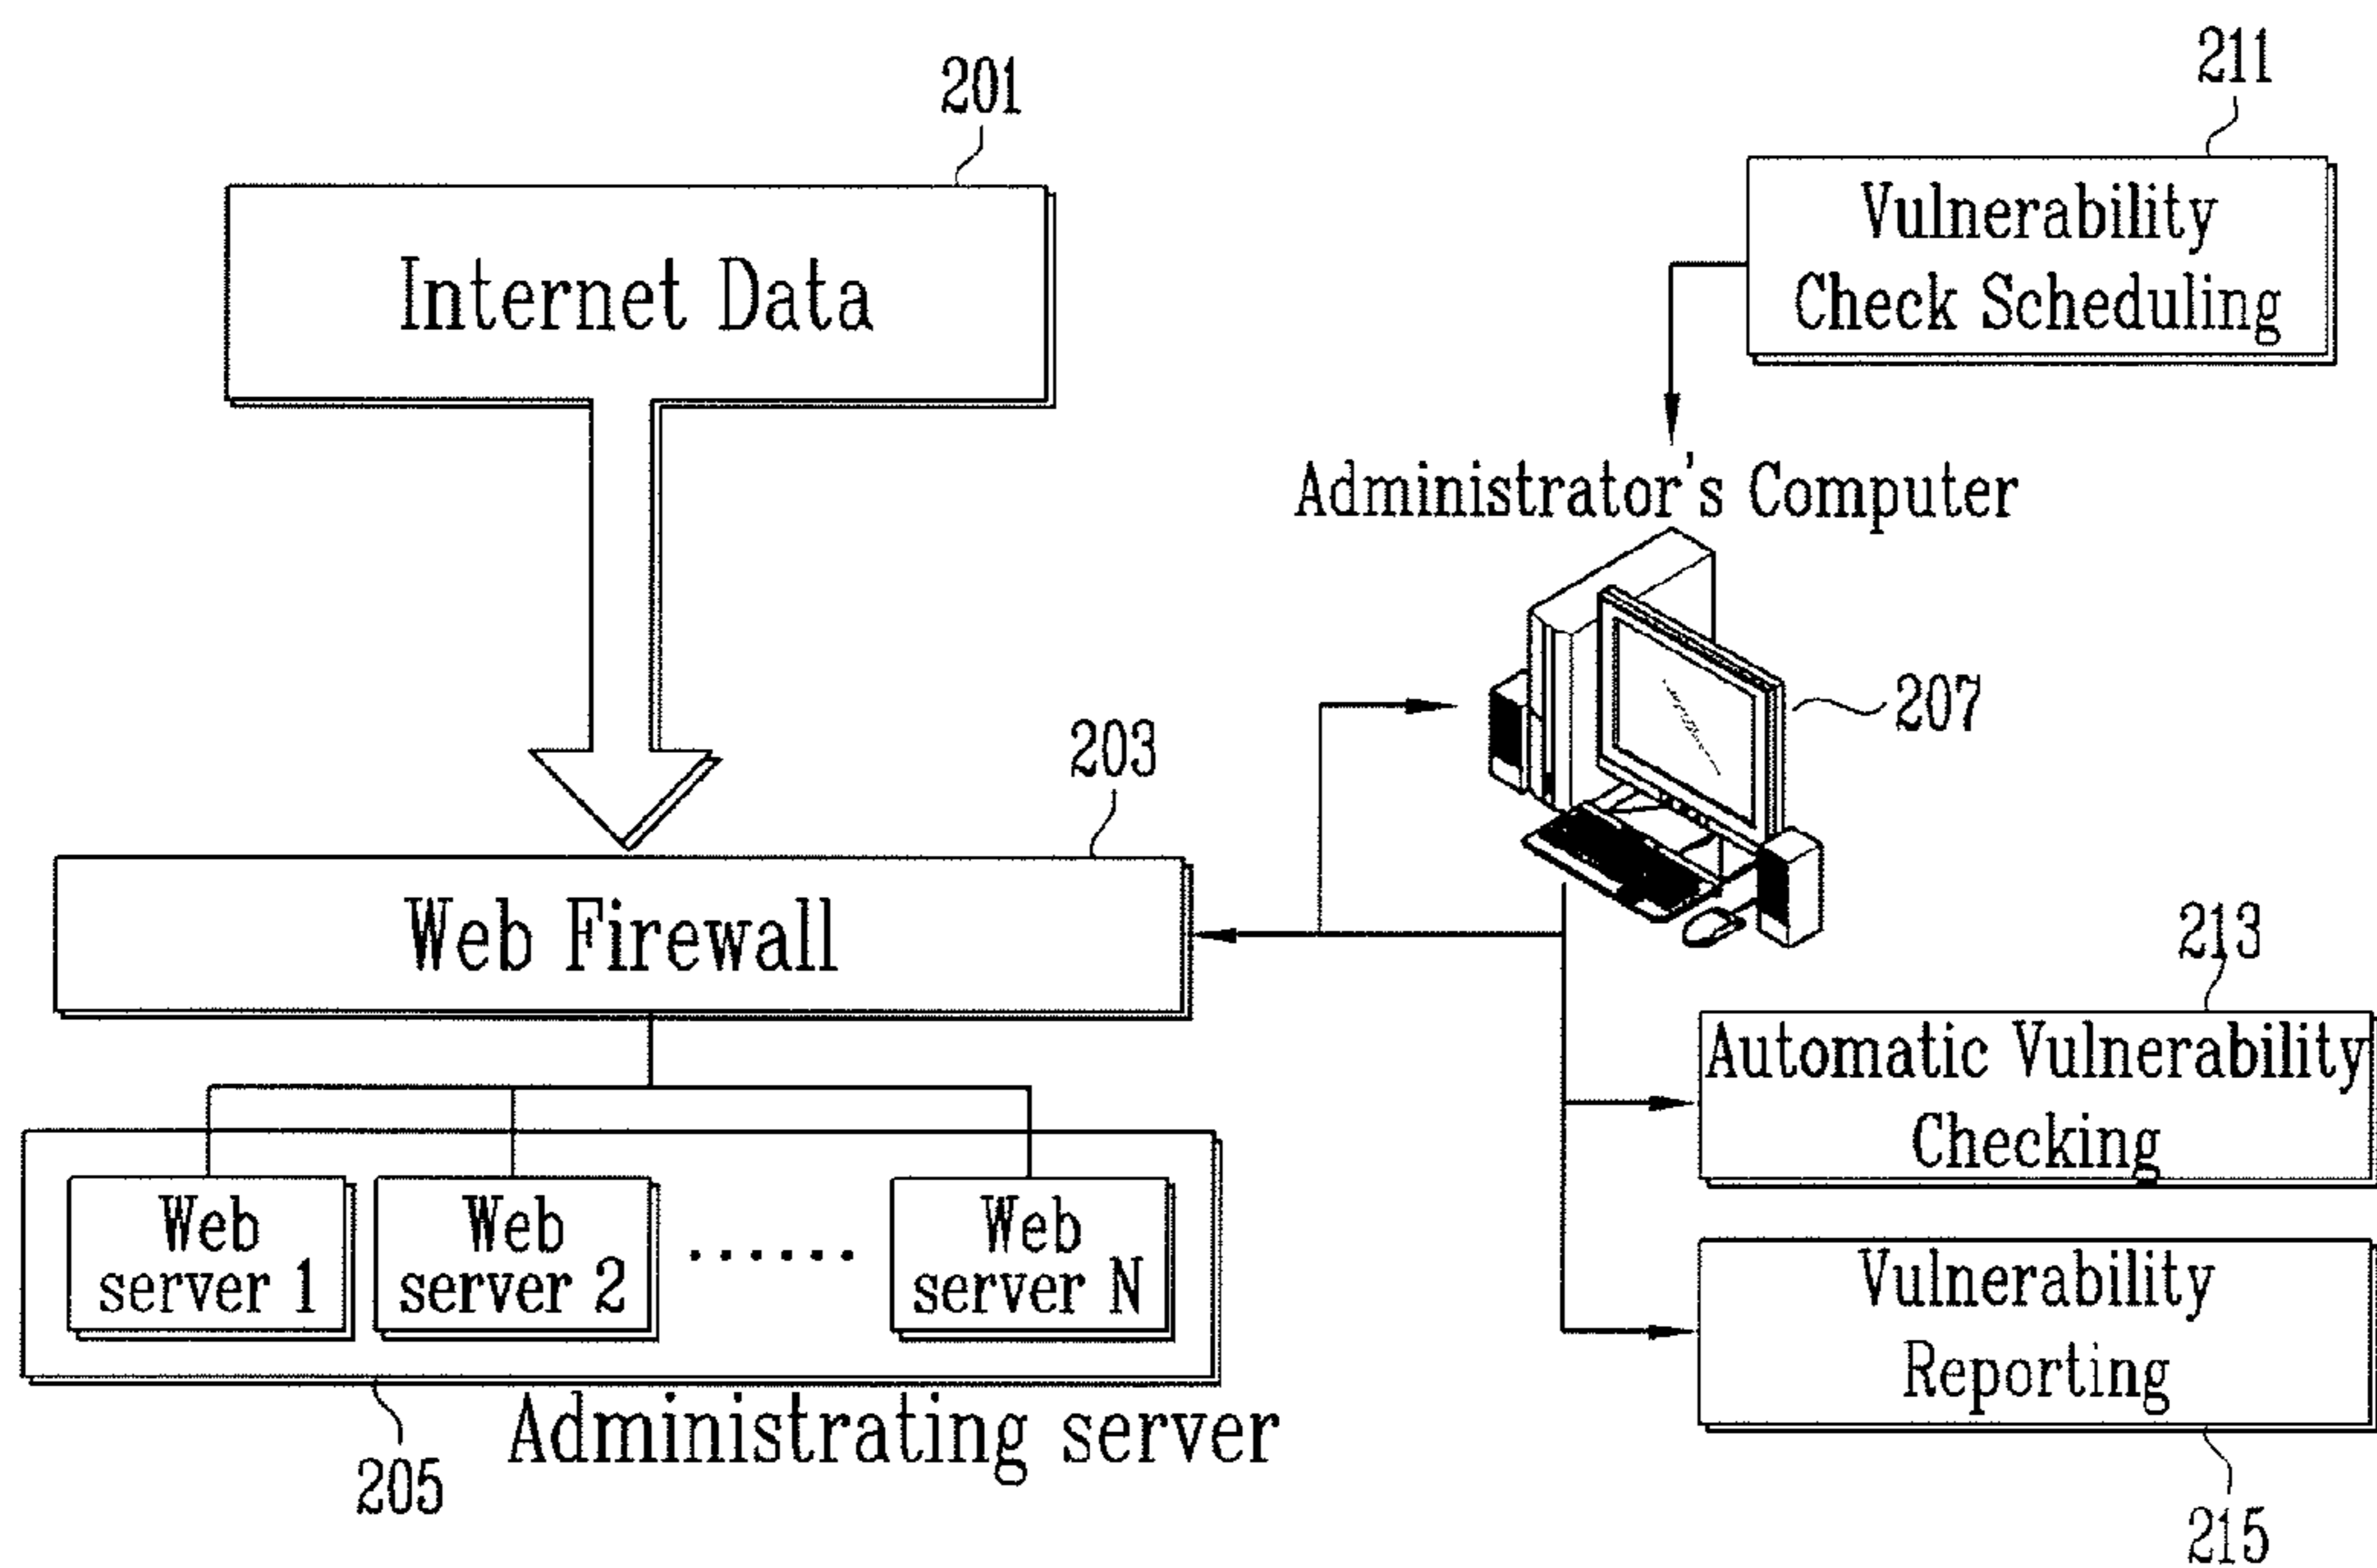 201
Internet Data
211
Vulnerability
Check Scheduling
Administrator's Computer
207
203
Web Firewall
213
Automatic Vulnerability
Checking
Web
server 1
Web
server 2
......
Web
server N
Vulnerability
Reporting
205
Administrating server
215